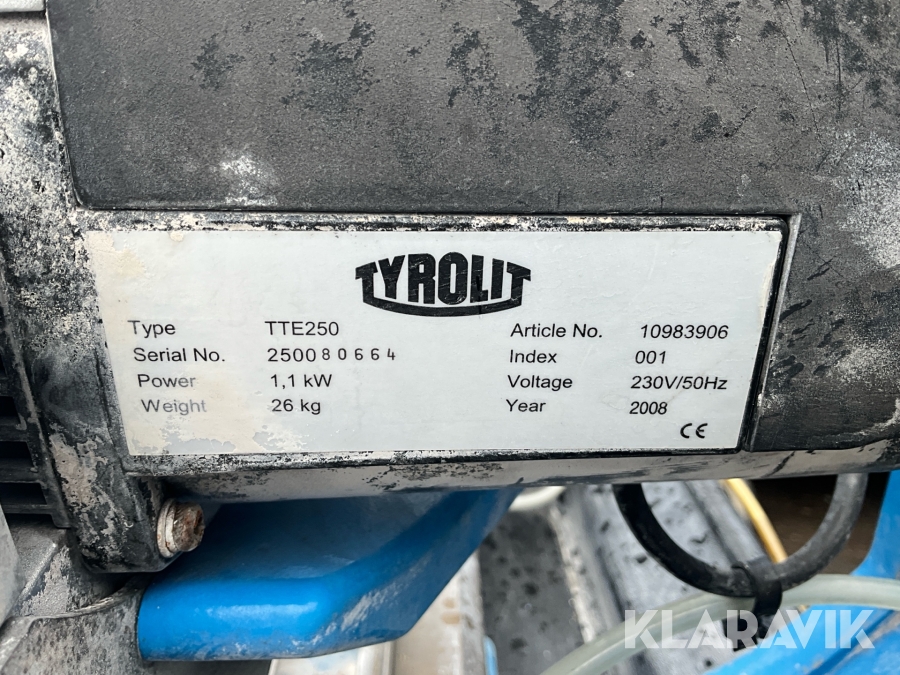 TYROLIT
Type TTE250 Article No. 10983906
Serial No. 250080664 Index 001
Power 1,1 kW Voltage 230V/50Hz
Weight 26 kg Year 2008
CE
KLARAVIK